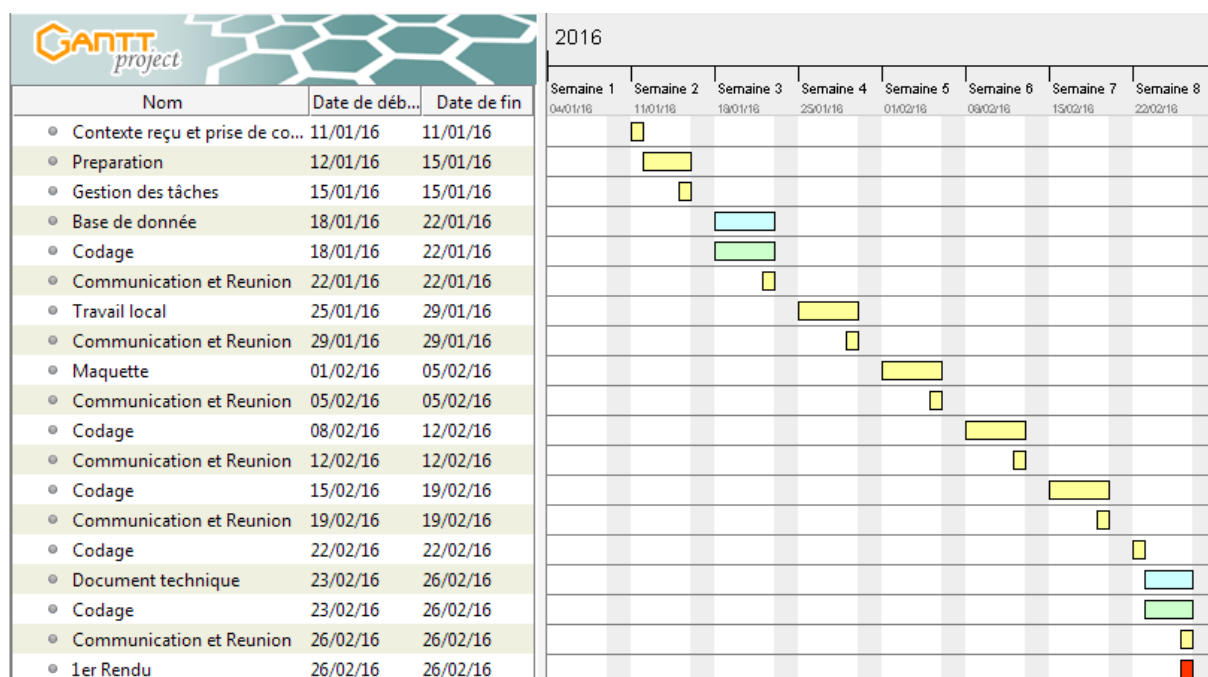 GANTT
project
2016
Semaine 1 Semaine 2 Semaine 3 Semaine 4 Semaine 5 Semaine 6 Semaine 7 Semaine 8
04/01/16 11/01/16 18/01/16 25/01/16 01/02/16 08/02/16 15/02/16 22/02/16
Nom Date de déb... Date de fin
Contexte reçu et prise de co... 11/01/16 11/01/16
Preparation 12/01/16 15/01/16
Gestion des tâches 15/01/16 15/01/16
Base de donnée 18/01/16 22/01/16
Codage 18/01/16 22/01/16
Communication et Reunion 22/01/16 22/01/16
Travail local 25/01/16 29/01/16
Communication et Reunion 29/01/16 29/01/16
Maquette 01/02/16 05/02/16
Communication et Reunion 05/02/16 05/02/16
Codage 08/02/16 12/02/16
Communication et Reunion 12/02/16 12/02/16
Codage 15/02/16 19/02/16
Communication et Reunion 19/02/16 19/02/16
Codage 22/02/16 22/02/16
Document technique 23/02/16 26/02/16
Codage 23/02/16 26/02/16
Communication et Reunion 26/02/16 26/02/16
1er Rendu 26/02/16 26/02/16